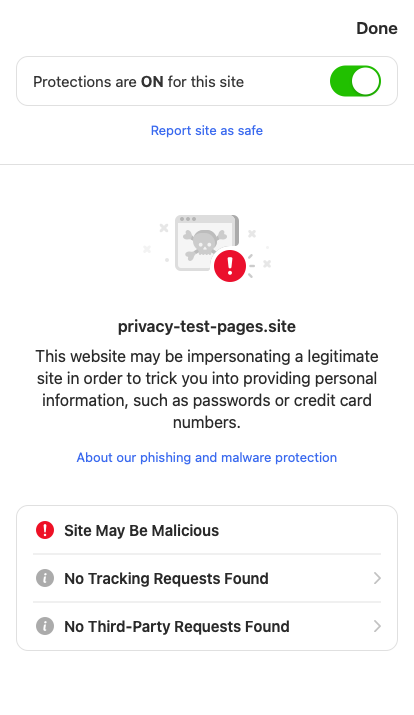 Done
Protections are ON for this site
Report site as safe
privacy-test-pages.site
This website may be impersonating a legitimate
site in order to trick you into providing personal
information, such as passwords or credit card
numbers.
About our phishing and malware protection
Site May Be Malicious
No Tracking Requests Found
No Third-Party Requests Found